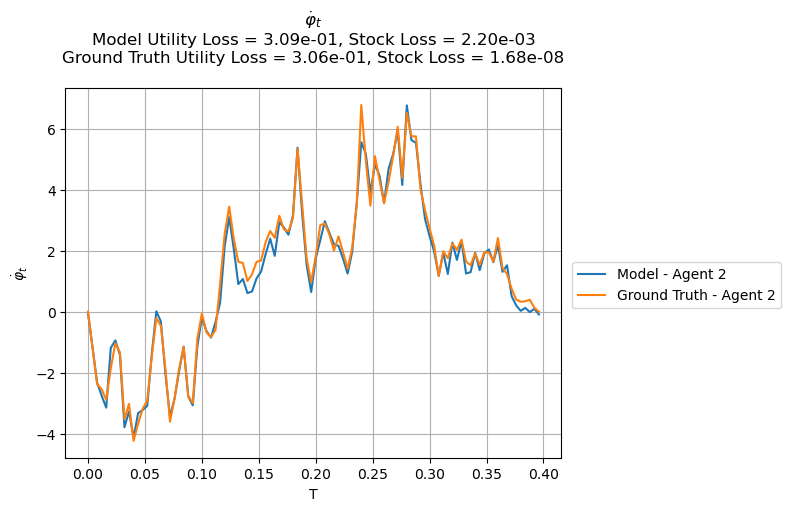 φ̇ₜ
Model Utility Loss = 3.09e-01, Stock Loss = 2.20e-03
Ground Truth Utility Loss = 3.06e-01, Stock Loss = 1.68e-08
φ̇ₜ
6
4
2
0
−2
−4
0.00 0.05 0.10 0.15 0.20 0.25 0.30 0.35 0.40
T
Model - Agent 2
Ground Truth - Agent 2